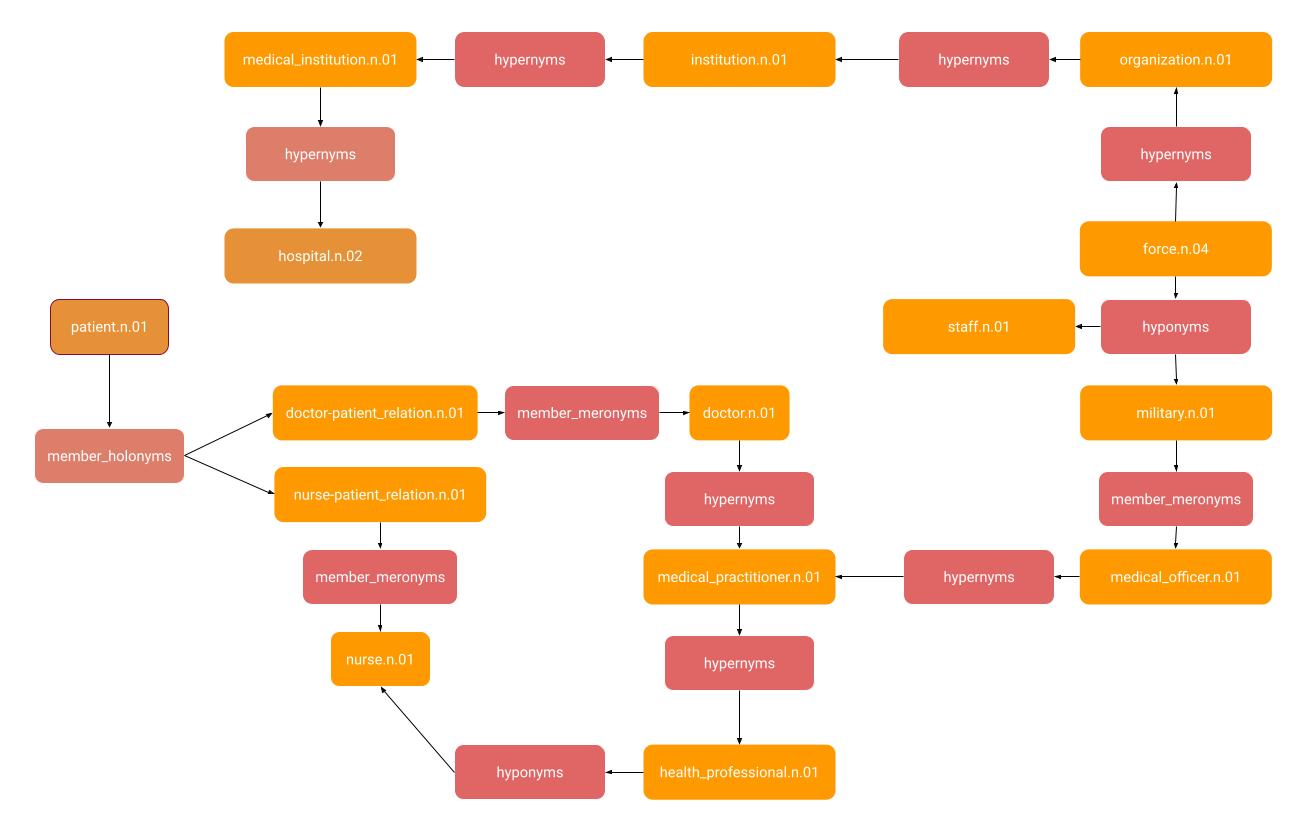 medical_institution.n.01
hypernyms
institution.n.01
hypernyms
organization.n.01
hypernyms
hypernyms
force.n.04
hospital.n.02
patient.n.01
staff.n.01
hyponyms
doctor-patient_relation.n.01
member_meronyms
doctor.n.01
military.n.01
member_holonyms
nurse-patient_relation.n.01
hypernyms
member_meronyms
member_meronyms
medical_practitioner.n.01
hypernyms
medical_officer.n.01
nurse.n.01
hypernyms
hyponyms
health_professional.n.01